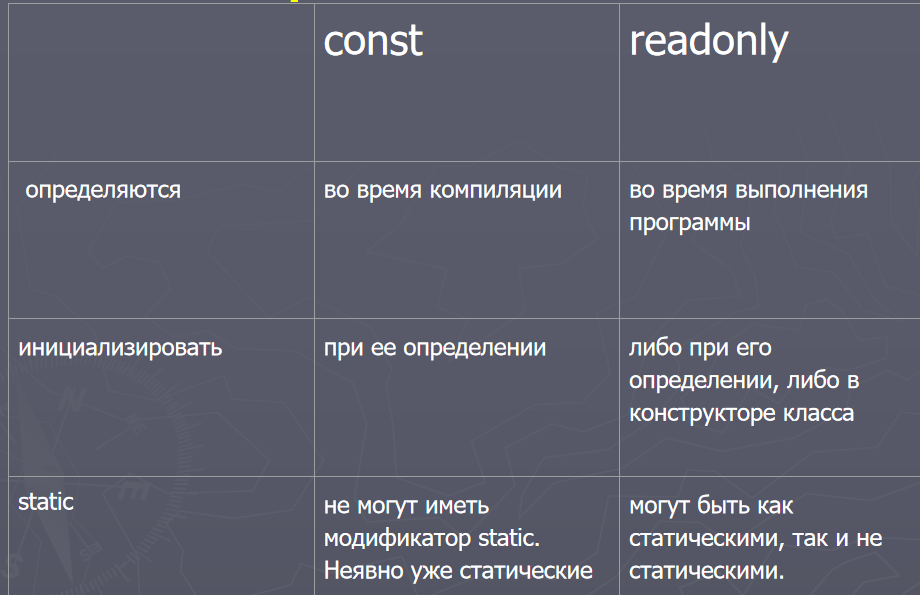 const
readonly
определяются
во время компиляции
во время выполнения
программы
инициализировать
при ее определении
либо при его
определении, либо в
конструкторе класса
static
не могут иметь
модификатор static.
Неявно уже статические
могут быть как
статическими, так и не
статическими.